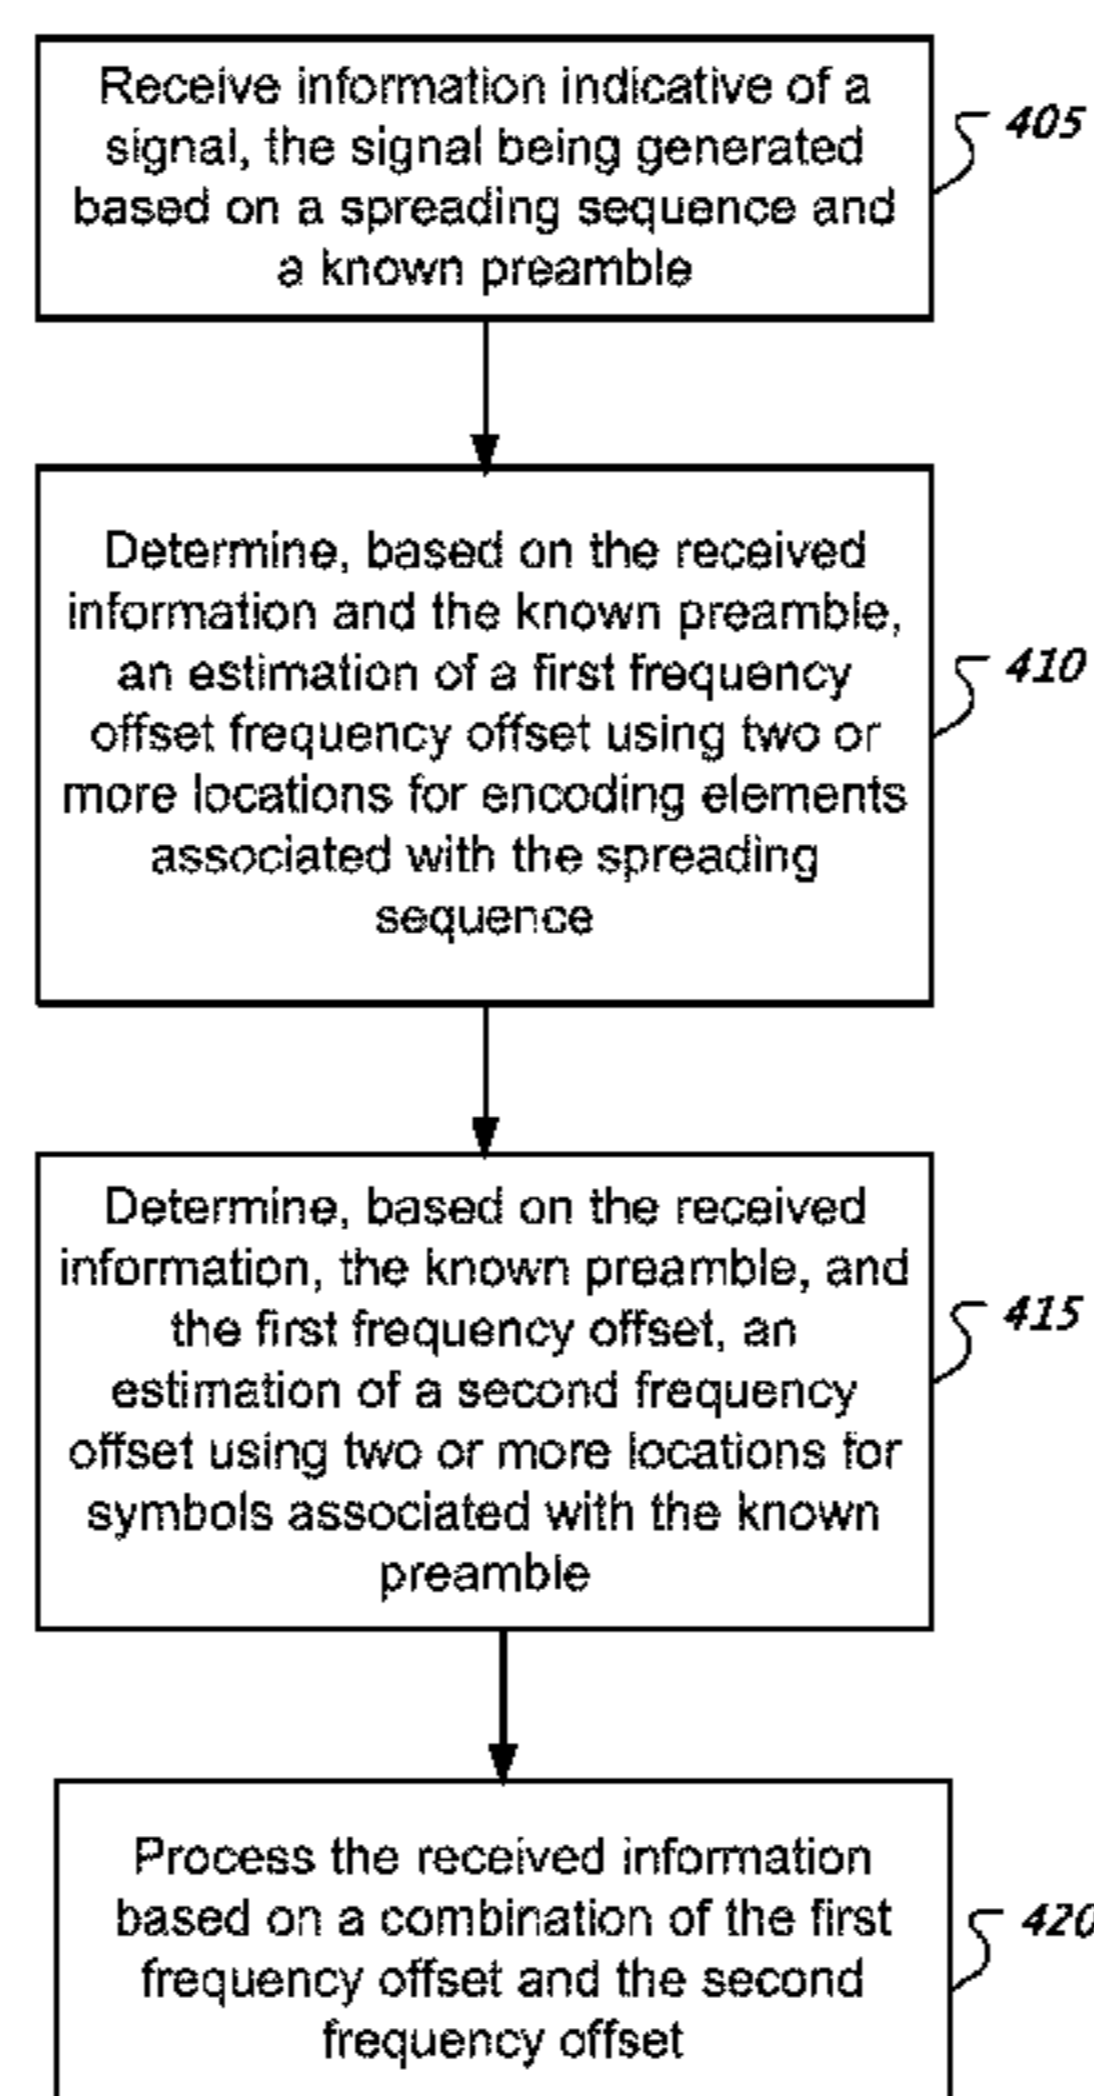 Receive information indicative of a
signal, the signal being generated
based on a spreading sequence and
a known preamble
405
Determine, based on the received
information and the known preamble,
an estimation of a first frequency
offset frequency offset using two or
more locations for encoding elements
associated with the spreading
sequence
410
Determine, based on the received
information, the known preamble, and
the first frequency offset, an
estimation of a second frequency
offset using two or more locations for
symbols associated with the known
preamble
415
Process the received information
based on a combination of the first
frequency offset and the second
frequency offset
420